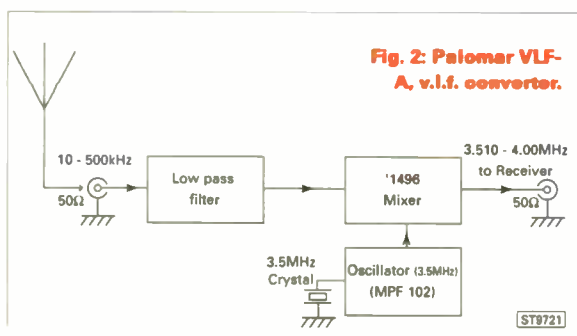 Fig. 2: Palomar VLF-
A, v.l.f. converter.
10 - 500kHz
50Ω
Low pass
filter
'1496
Mixer
3.510 - 4.00MHz
to Receiver
50Ω
3.5MHz
Crystal
Oscillator (3.5MHz)
(MPF 102)
ST9721